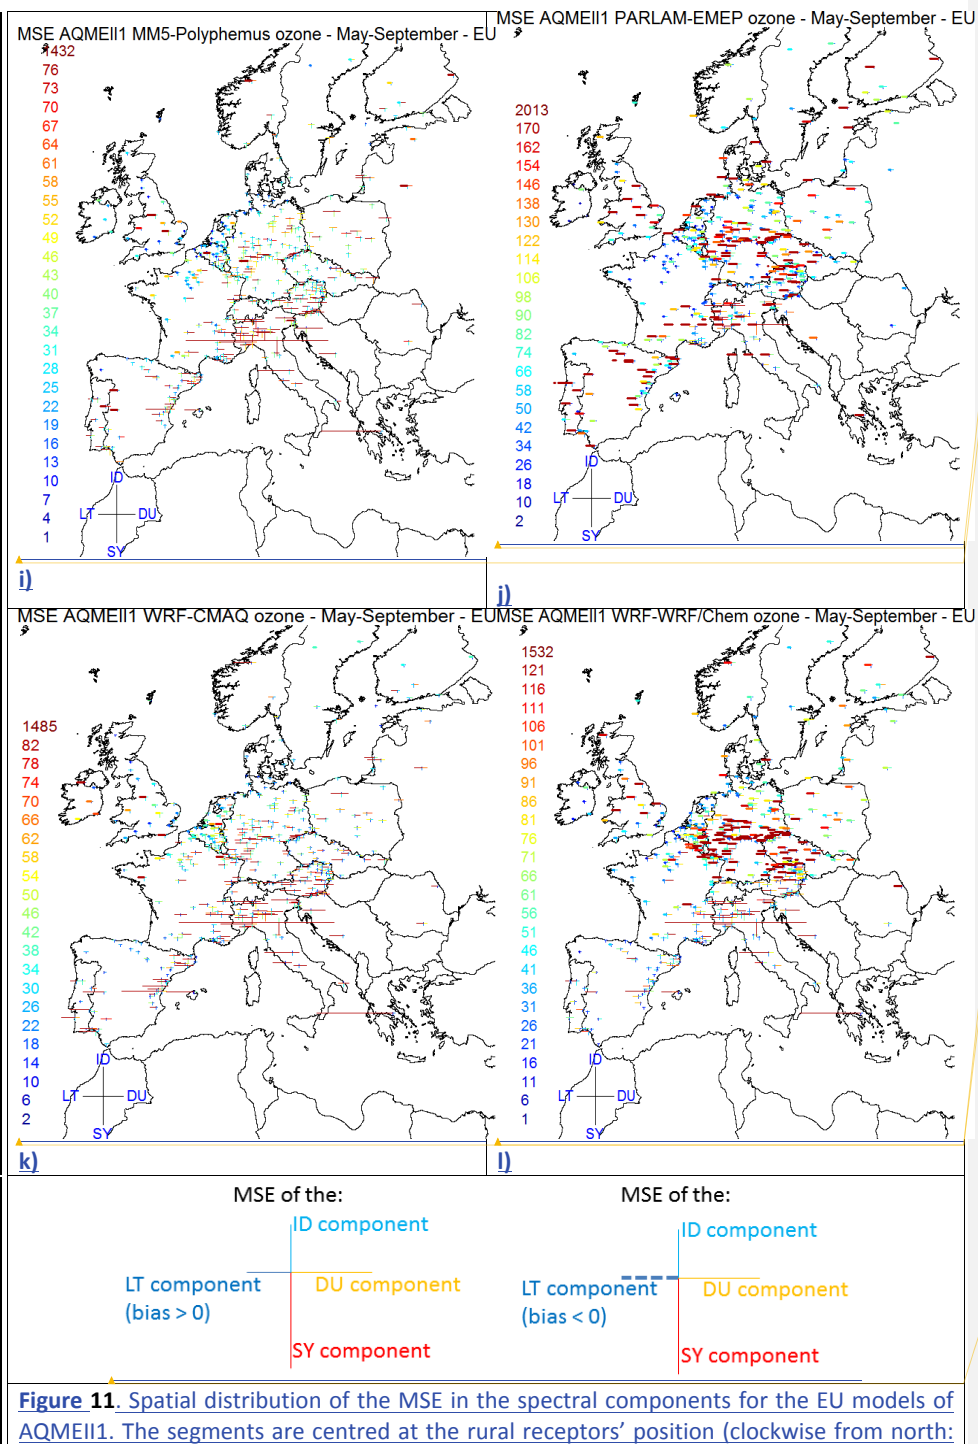 MSE AQMEII1 MM5-Polyphemus ozone - May-September - EU
1432
76
73
70
67
64
61
58
55
52
49
46
43
40
37
34
31
28
25
22
19
16
13
10
7
4
1
ID
LT DU
SY
i)
MSE AQMEII1 PARLAM-EMEP ozone - May-September - EU
2013
170
162
154
146
138
130
122
114
106
98
90
82
74
66
58
50
42
34
26
18
10
2
ID
LT DU
SY
j)
MSE AQMEII1 WRF-CMAQ ozone - May-September - EU
1485
82
78
74
70
66
62
58
54
50
46
42
38
34
30
26
22
18
14
10
6
2
ID
LT DU
SY
k)
MSE AQMEII1 WRF-WRF/Chem ozone - May-September - EU
1532
121
116
111
106
101
96
91
86
81
76
71
66
61
56
51
46
41
36
31
26
21
16
11
6
1
ID
LT DU
SY
l)
MSE of the:
ID component
LT component
(bias > 0)
DU component
SY component
MSE of the:
ID component
LT component
(bias < 0)
DU component
SY component
Figure 11. Spatial distribution of the MSE in the spectral components for the EU models of
AQMEII1. The segments are centred at the rural receptors' position (clockwise from north: